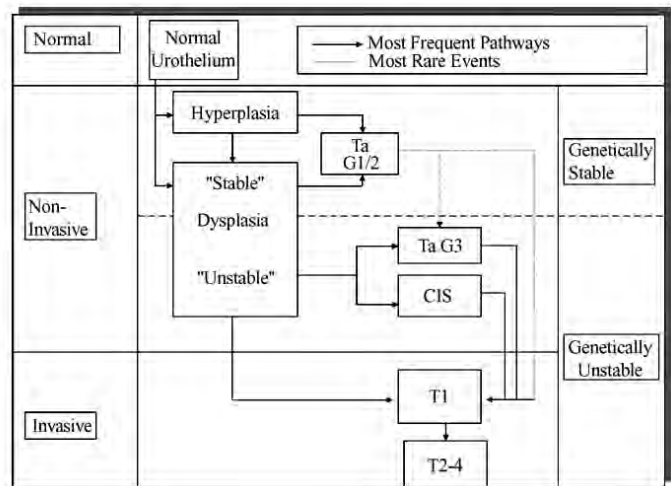 Normal
Normal
Urothelium
Most Frequent Pathways
Most Rare Events
Hyperplasia
Ta
G1/2
Genetically
Stable
"Stable"
Dysplasia
"Unstable"
Non-
Invasive
Ta G3
CIS
Genetically
Unstable
T1
Invasive
T2-4